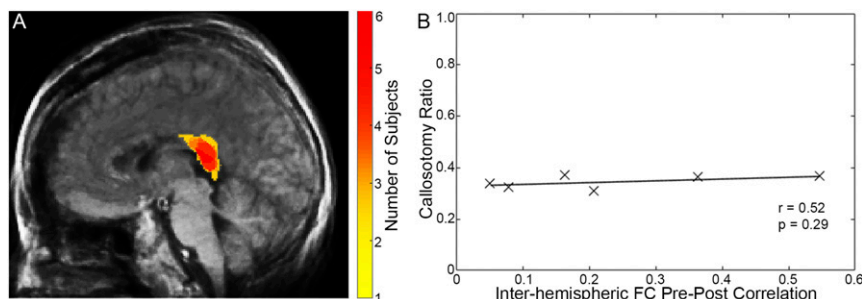 A
6
5
4
3
2
1
Number of Subjects
B
1
0.8
0.6
0.4
0.2
0
Callosotomy Ratio
r = 0.52
p = 0.29
0
0.1
0.2
0.3
0.4
0.5
0.6
Inter-hemispheric FC Pre-Post Correlation